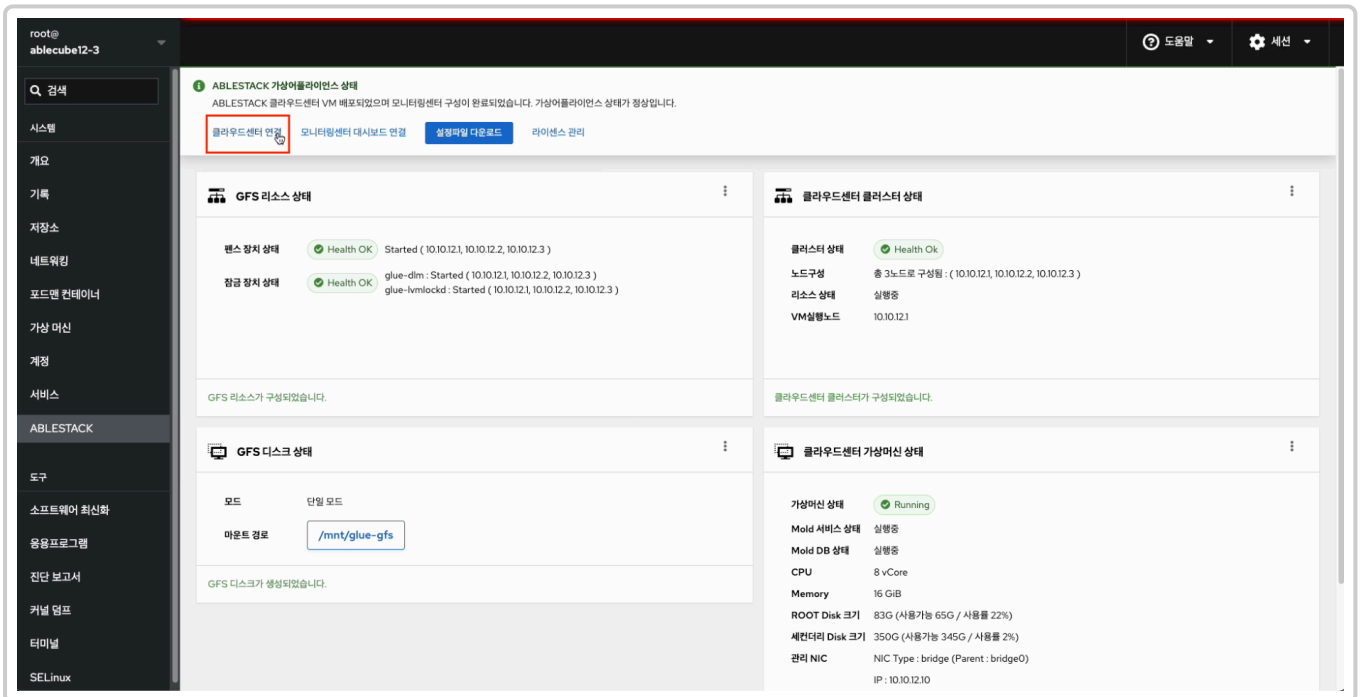 root@
ablecube12-3
도움말
세션
검색
시스템
개요
기록
저장소
네트워킹
포드맨 컨테이너
가상 머신
계정
서비스
ABLESTACK
도구
소프트웨어 최신화
응용프로그램
진단 보고서
커널 덤프
터미널
SELinux
ABLESTACK 가상어플라이언스 상태
ABLESTACK 클라우드센터 VM 배포되었으며 모니터링센터 구성이 완료되었습니다. 가상어플라이언스 상태가 정상입니다.
클라우드센터 연결 모니터링센터 대시보드 연결 설정파일 다운로드 라이센스 관리
GFS 리소스 상태
펜스 장치 상태 Health OK Started ( 10.10.12.1, 10.10.12.2, 10.10.12.3 )
잠금 장치 상태 Health OK glue-dlm : Started ( 10.10.12.1, 10.10.12.2, 10.10.12.3 )
glue-lvmlockd : Started ( 10.10.12.1, 10.10.12.2, 10.10.12.3 )
GFS 리소스가 구성되었습니다.
클라우드센터 클러스터 상태
클러스터 상태 Health Ok
노드구성 총 3노드로 구성됨 : ( 10.10.12.1, 10.10.12.2, 10.10.12.3 )
리소스 상태 실행중
VM실행노드 10.10.12.1
클라우드센터 클러스터가 구성되었습니다.
GFS 디스크 상태
모드 단일 모드
마운트 경로 /mnt/glue-gfs
GFS 디스크가 생성되었습니다.
클라우드센터 가상머신 상태
가상머신 상태 Running
Mold 서비스 상태 실행중
Mold DB 상태 실행중
CPU 8 vCore
Memory 16 GiB
ROOT Disk 크기 83G (사용가능 65G / 사용률 22%)
세컨더리 Disk 크기 350G (사용가능 345G / 사용률 2%)
관리 NIC NIC Type : bridge (Parent : bridge0)
IP : 10.10.12.10